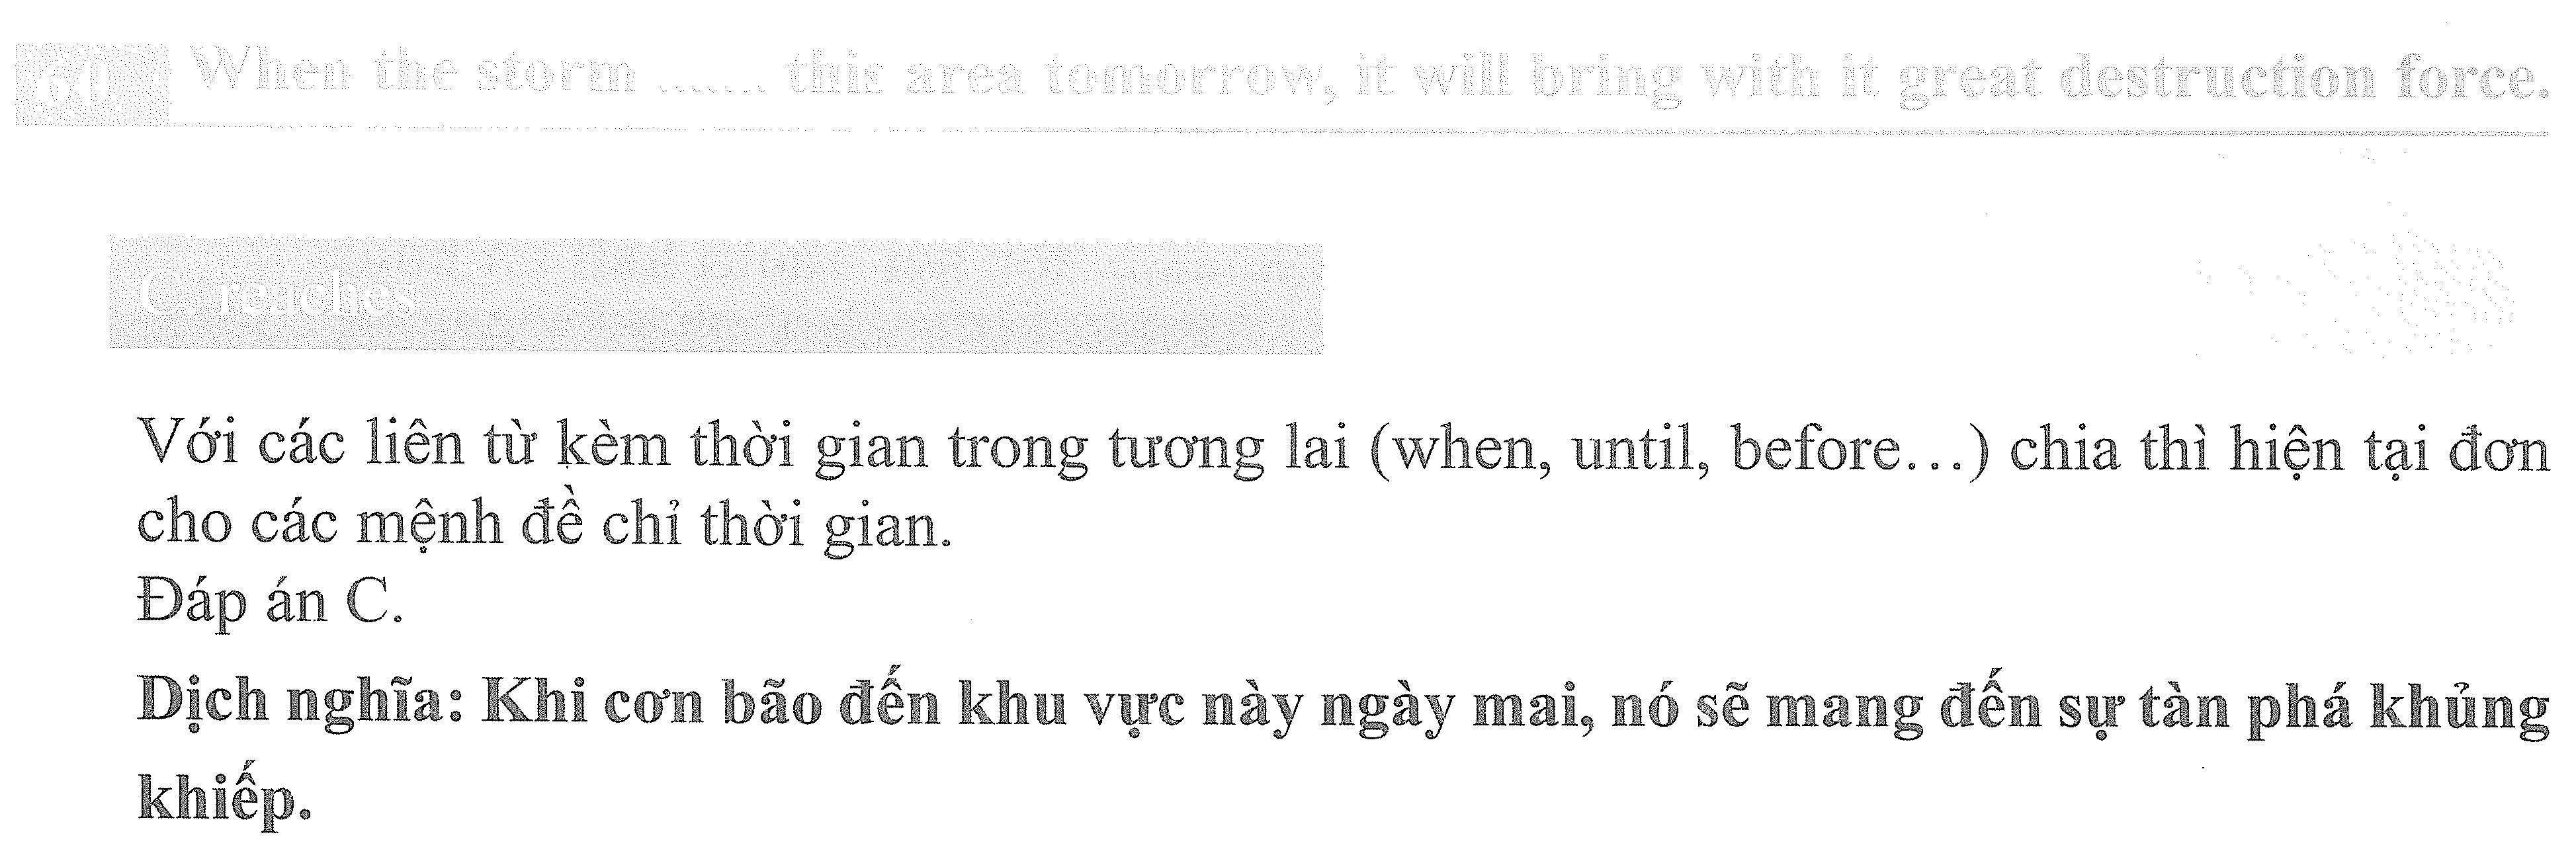 60 When the storm ....... this area tomorrow, it will bring with it great destruction force.
C. reaches
Với các liên từ kèm thời gian trong tương lai (when, until, before…) chia thì hiện tại đơn
cho các mệnh đề chỉ thời gian.
Đáp án C.
Dịch nghĩa: Khi cơn bão đến khu vực này ngày mai, nó sẽ mang đến sự tàn phá khủng
khiếp.